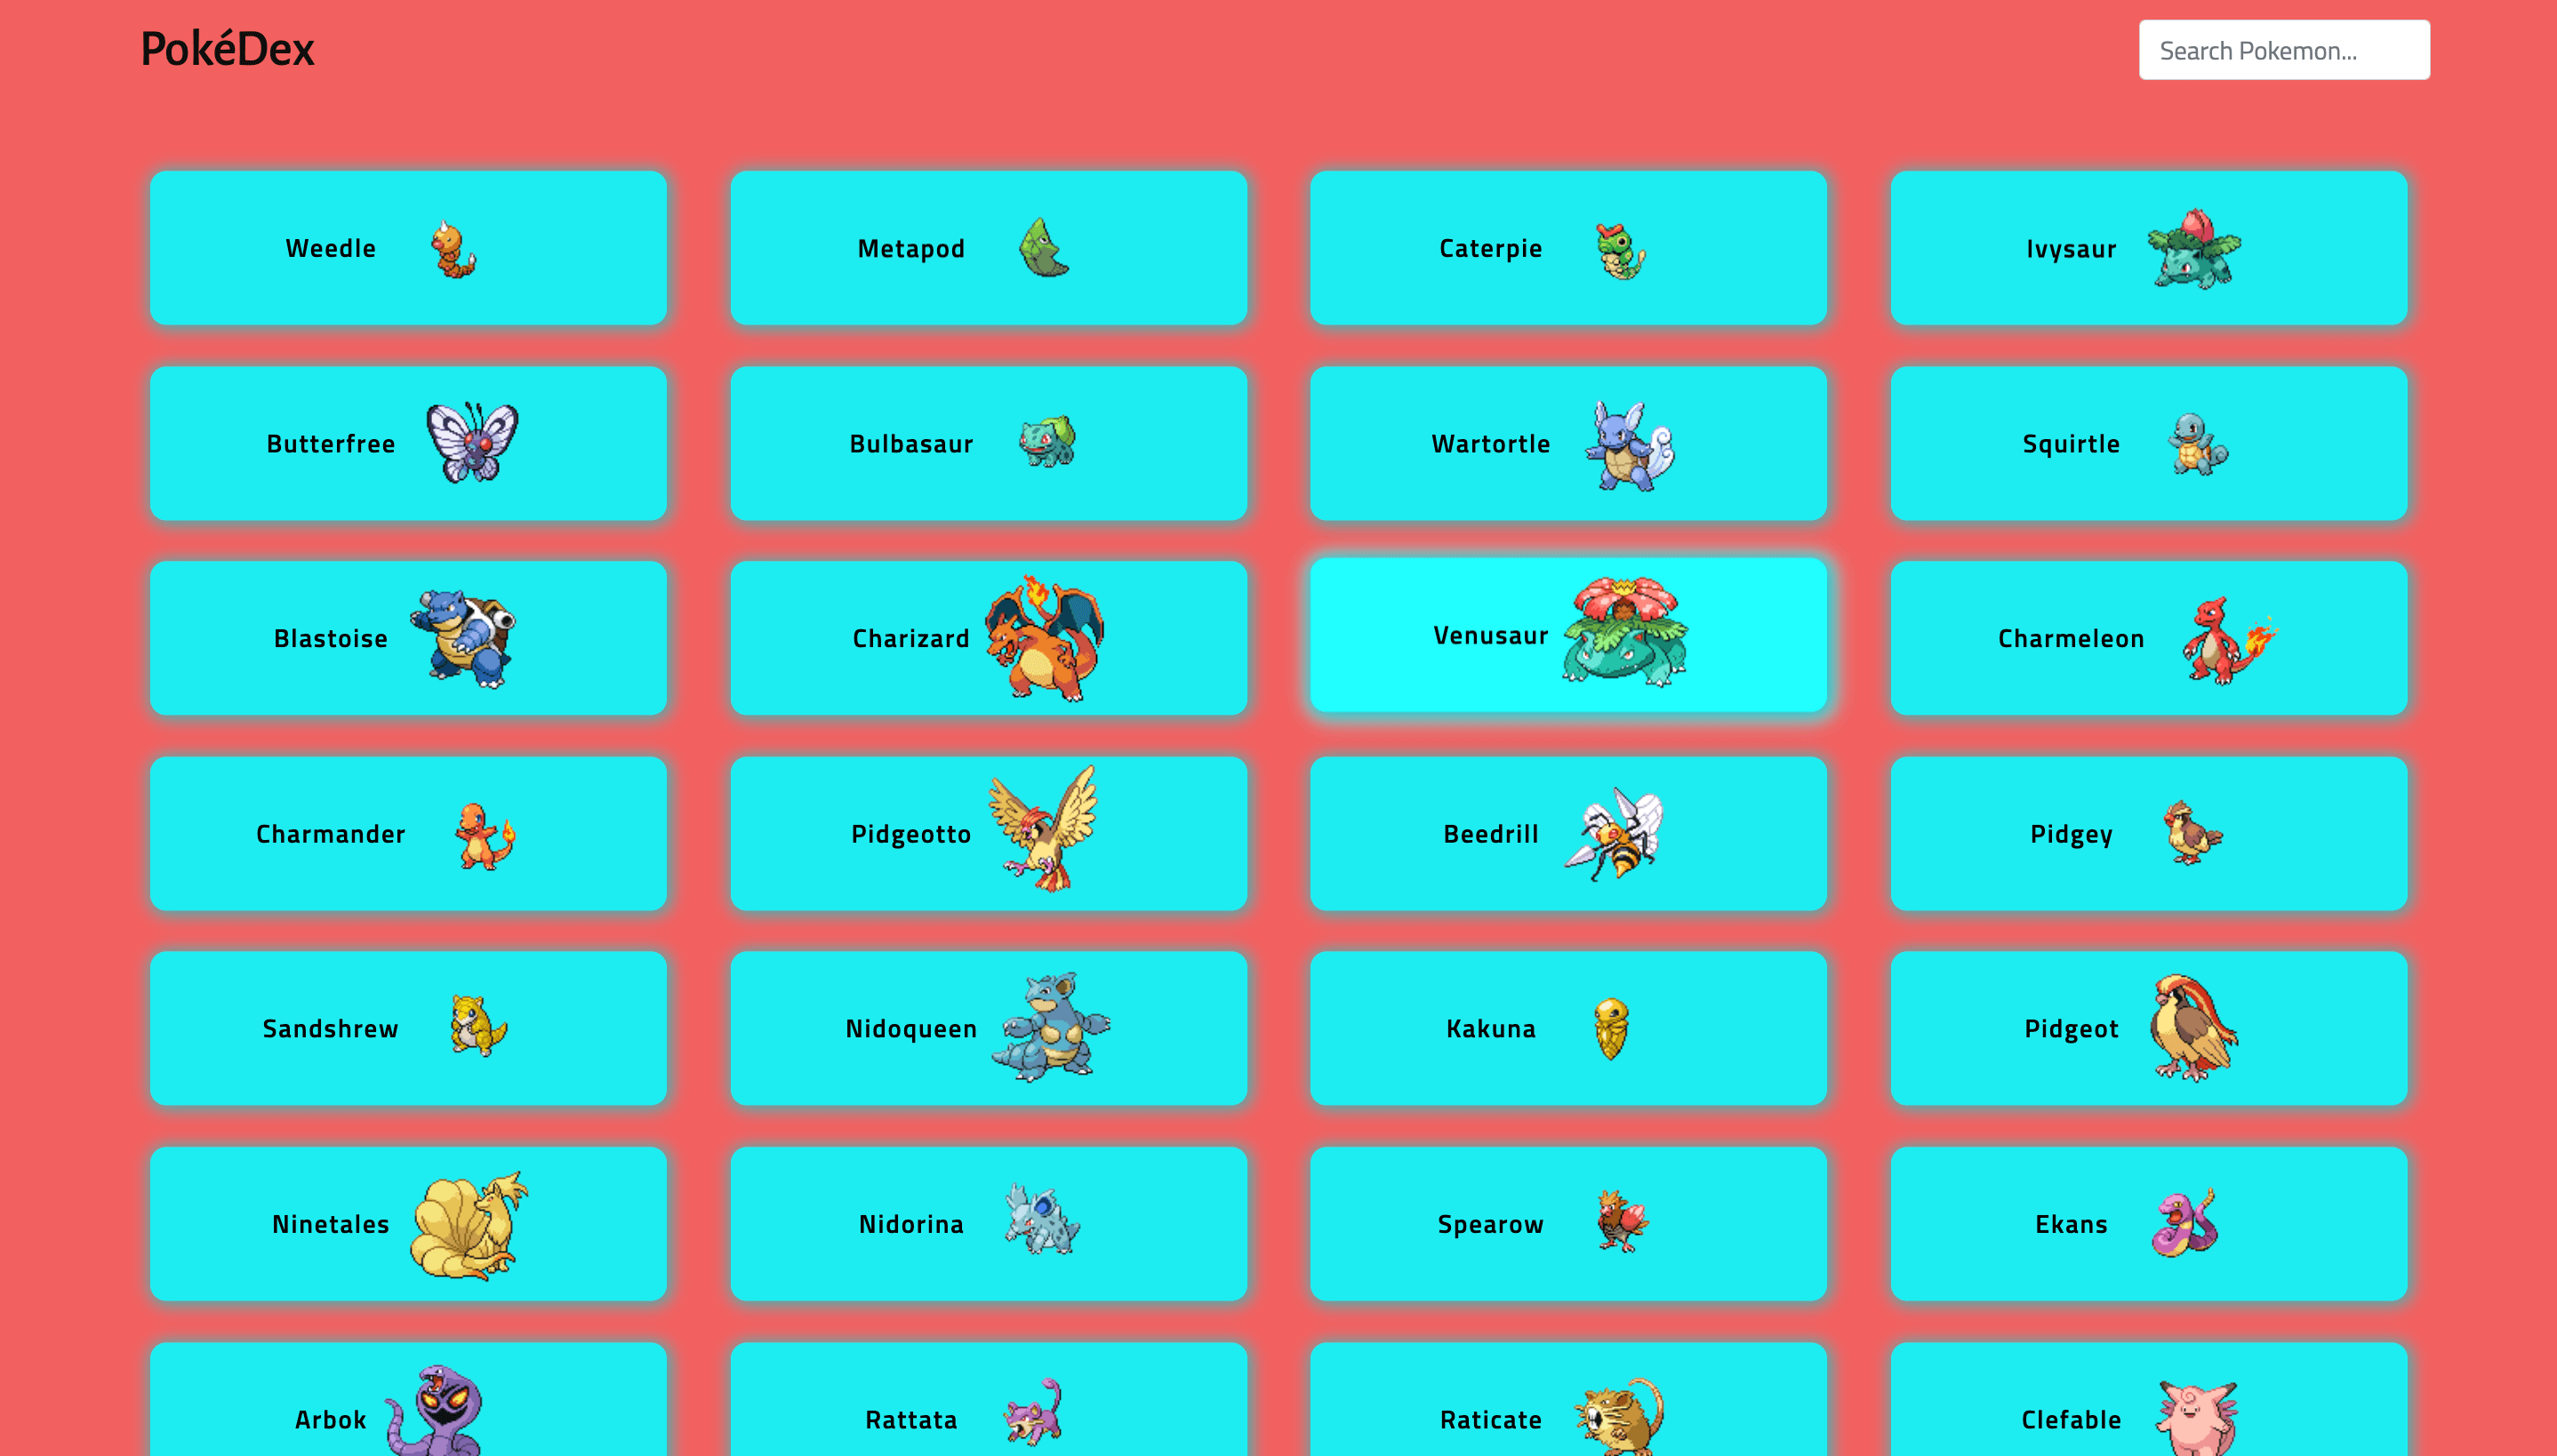 PokéDex
Search Pokemon...
Weedle
Metapod
Caterpie
Ivysaur
Butterfree
Bulbasaur
Wartortle
Squirtle
Blastoise
Charizard
Venusaur
Charmeleon
Charmander
Pidgeotto
Beedrill
Pidgey
Sandshrew
Nidoqueen
Kakuna
Pidgeot
Ninetales
Nidorina
Spearow
Ekans
Arbok
Rattata
Raticate
Clefable